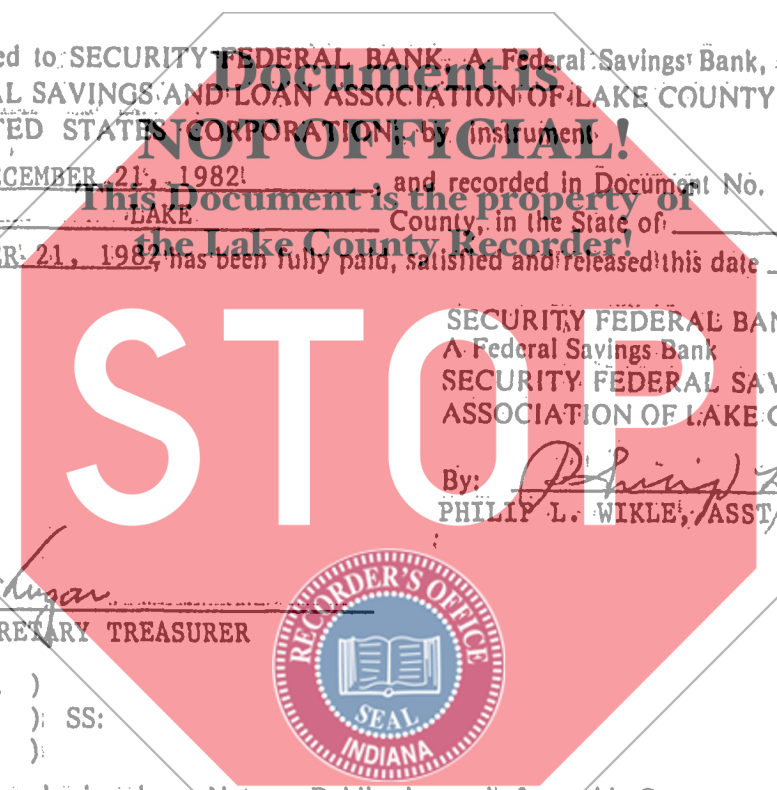 ed to SECURITY FEDERAL BANK, A Federal Savings Bank,
Document is
AL SAVINGS AND LOAN ASSOCIATION OF LAKE COUNTY
TED STATES CORPORATION, by instrument
NOT OFFICIAL!
CEMBER 21, 1982 , and recorded in Document No.
This Document is the property of
LAKE County, in the State of
the Lake County Recorder!
R 21, 1982, has been fully paid, satisfied and released this date
STOP
SECURITY FEDERAL BAN
A Federal Savings Bank
SECURITY FEDERAL SAV
ASSOCIATION OF LAKE C
By:
PHILIP L. WIKLE, ASST
RETARY TREASURER
RECORDER'S OFFICE
SEAL
INDIANA
)
) SS:
)